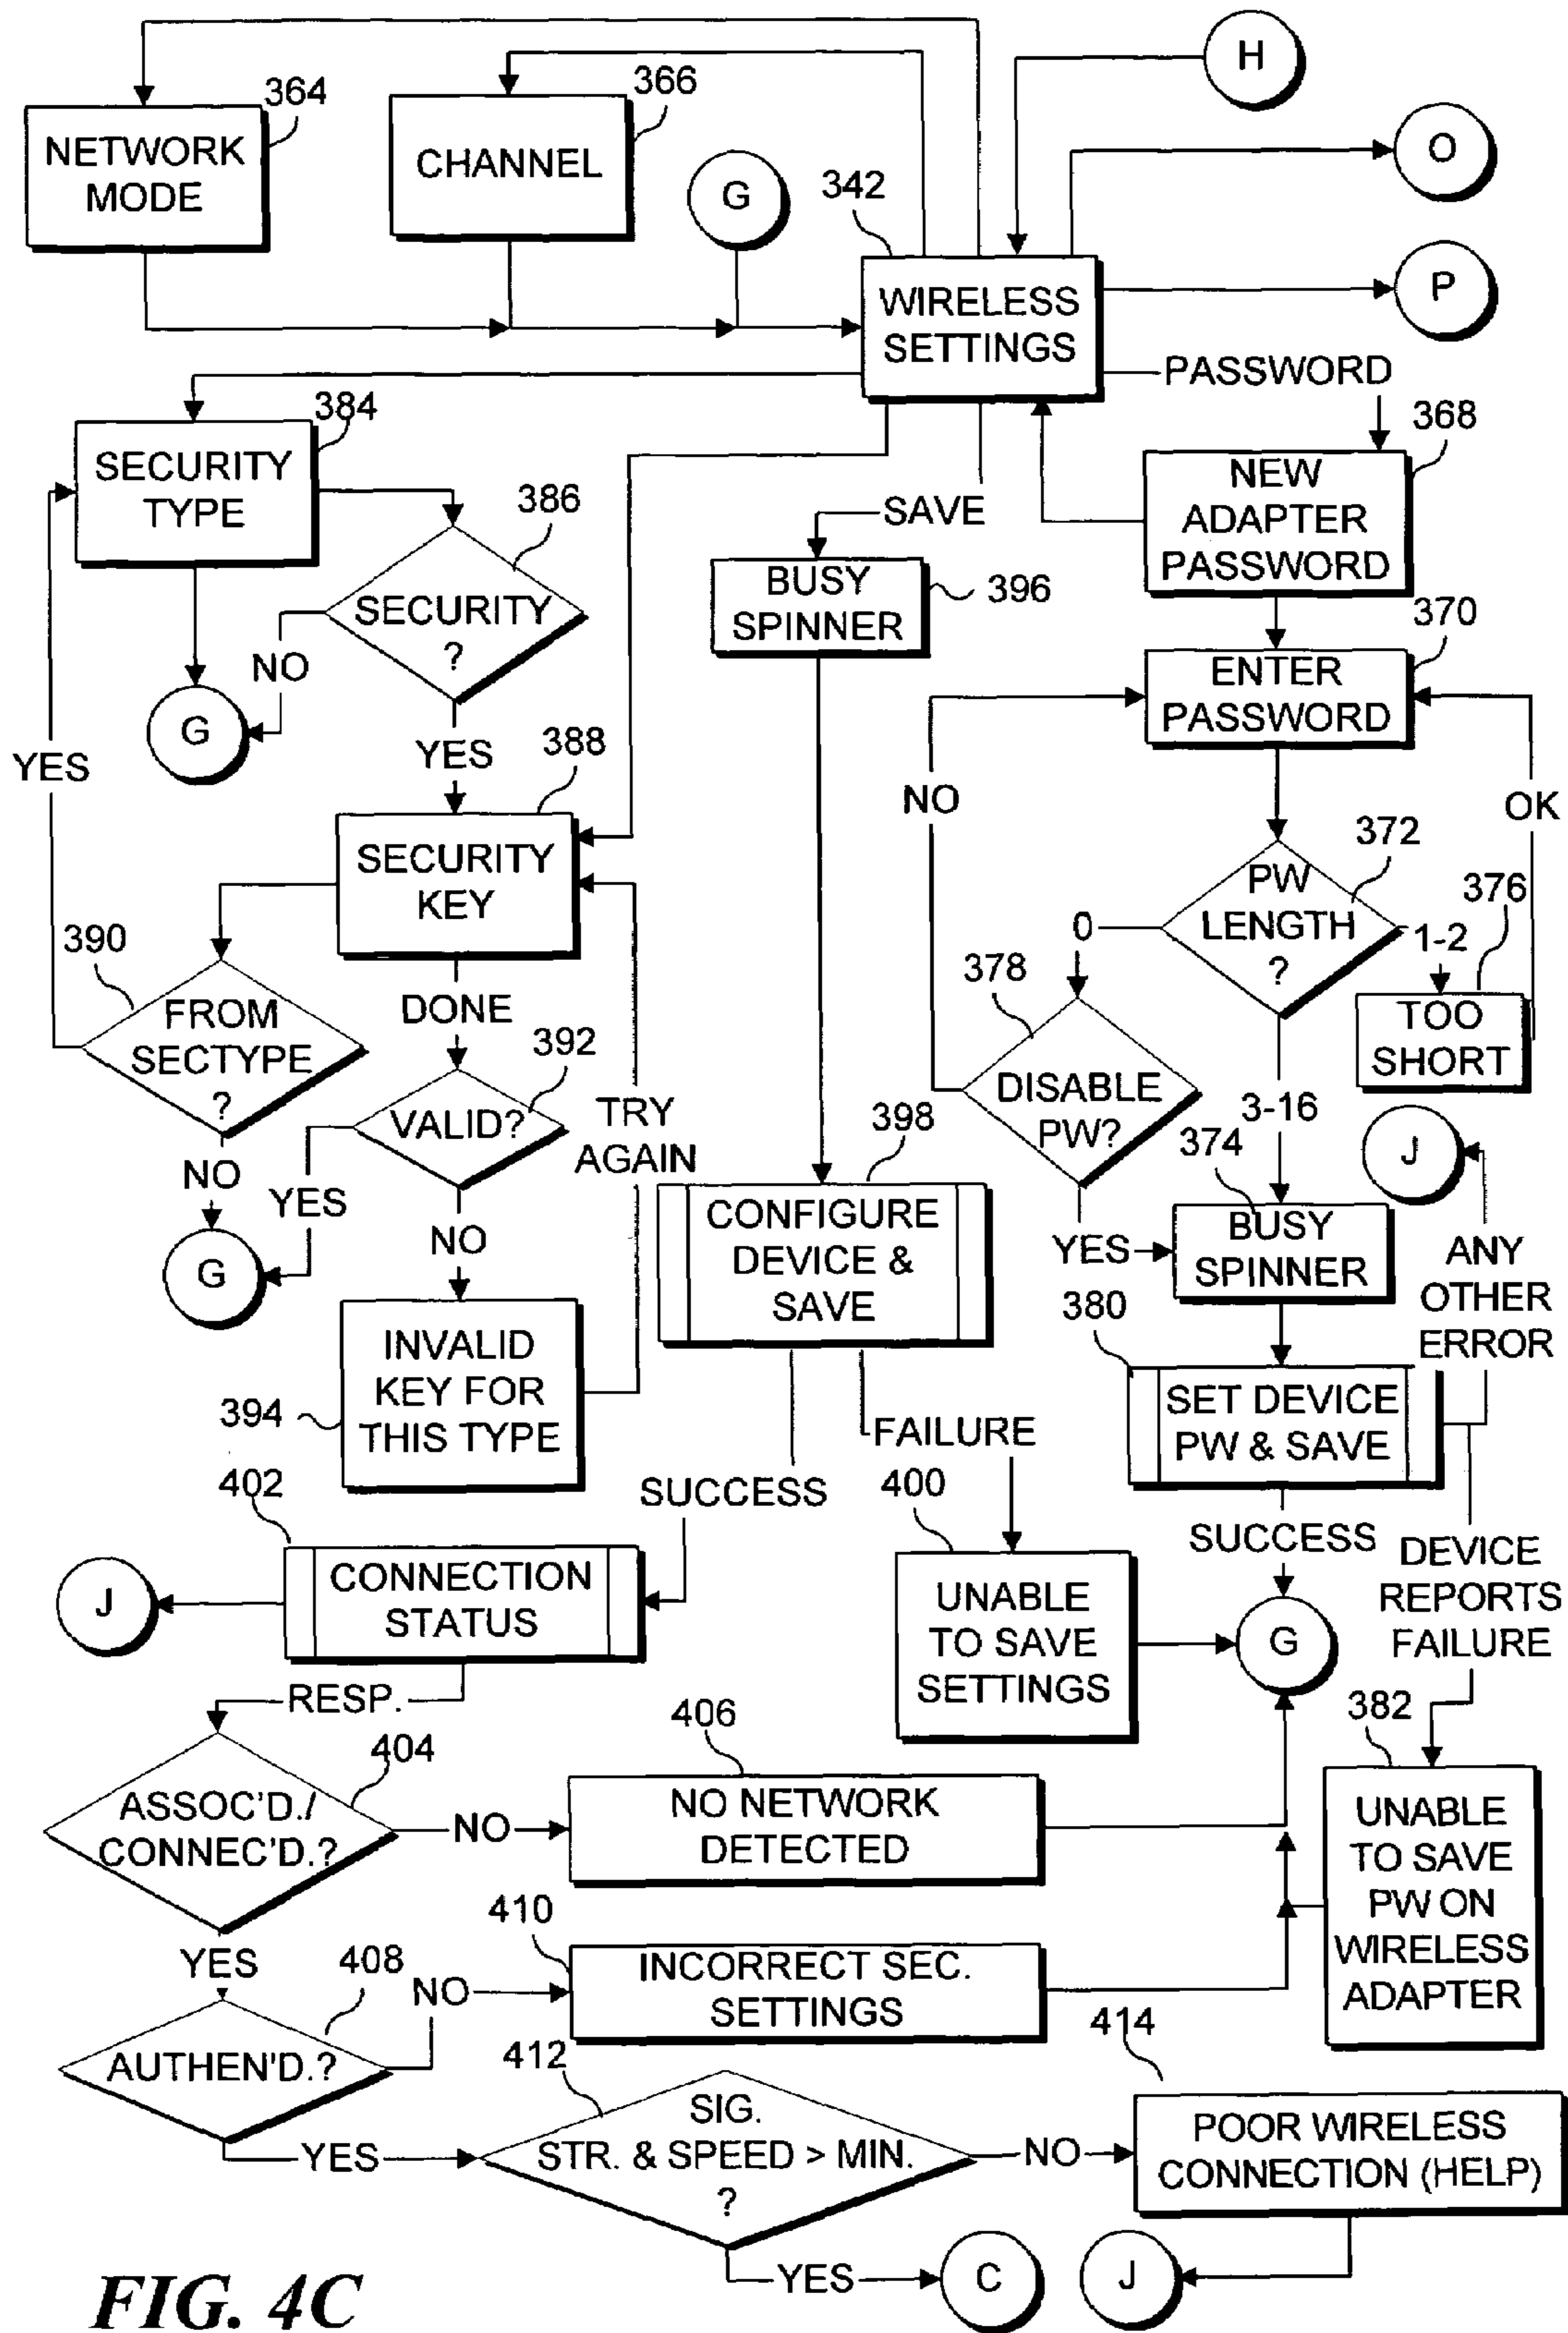 H
364
366
NETWORK
MODE
CHANNEL
G
342
O
WIRELESS
SETTINGS
P
PASSWORD
384
SECURITY
TYPE
386
SECURITY
?
NO
G
YES
YES
388
SAVE
BUSY
SPINNER
396
368
NEW
ADAPTER
PASSWORD
370
ENTER
PASSWORD
NO
OK
372
PW
LENGTH
?
0
1-2
376
TOO
SHORT
378
DISABLE
PW?
3-16
374
YES
BUSY
SPINNER
J
ANY
OTHER
ERROR
SECURITY
KEY
390
FROM
SECTYPE
?
DONE
392
VALID?
TRY
AGAIN
NO
YES
G
NO
394
INVALID
KEY FOR
THIS TYPE
398
CONFIGURE
DEVICE &
SAVE
380
SET DEVICE
PW & SAVE
FAILURE
SUCCESS
400
UNABLE
TO SAVE
SETTINGS
SUCCESS
G
DEVICE
REPORTS
FAILURE
382
UNABLE
TO SAVE
PW ON
WIRELESS
ADAPTER
402
J
CONNECTION
STATUS
RESP.
404
ASSOC'D./
CONNEC'D.?
NO
406
NO NETWORK
DETECTED
YES
408
AUTHEN'D.?
NO
410
INCORRECT SEC.
SETTINGS
YES
412
SIG.
STR. & SPEED > MIN.
?
NO
414
POOR WIRELESS
CONNECTION (HELP)
YES
C
J
FIG. 4C